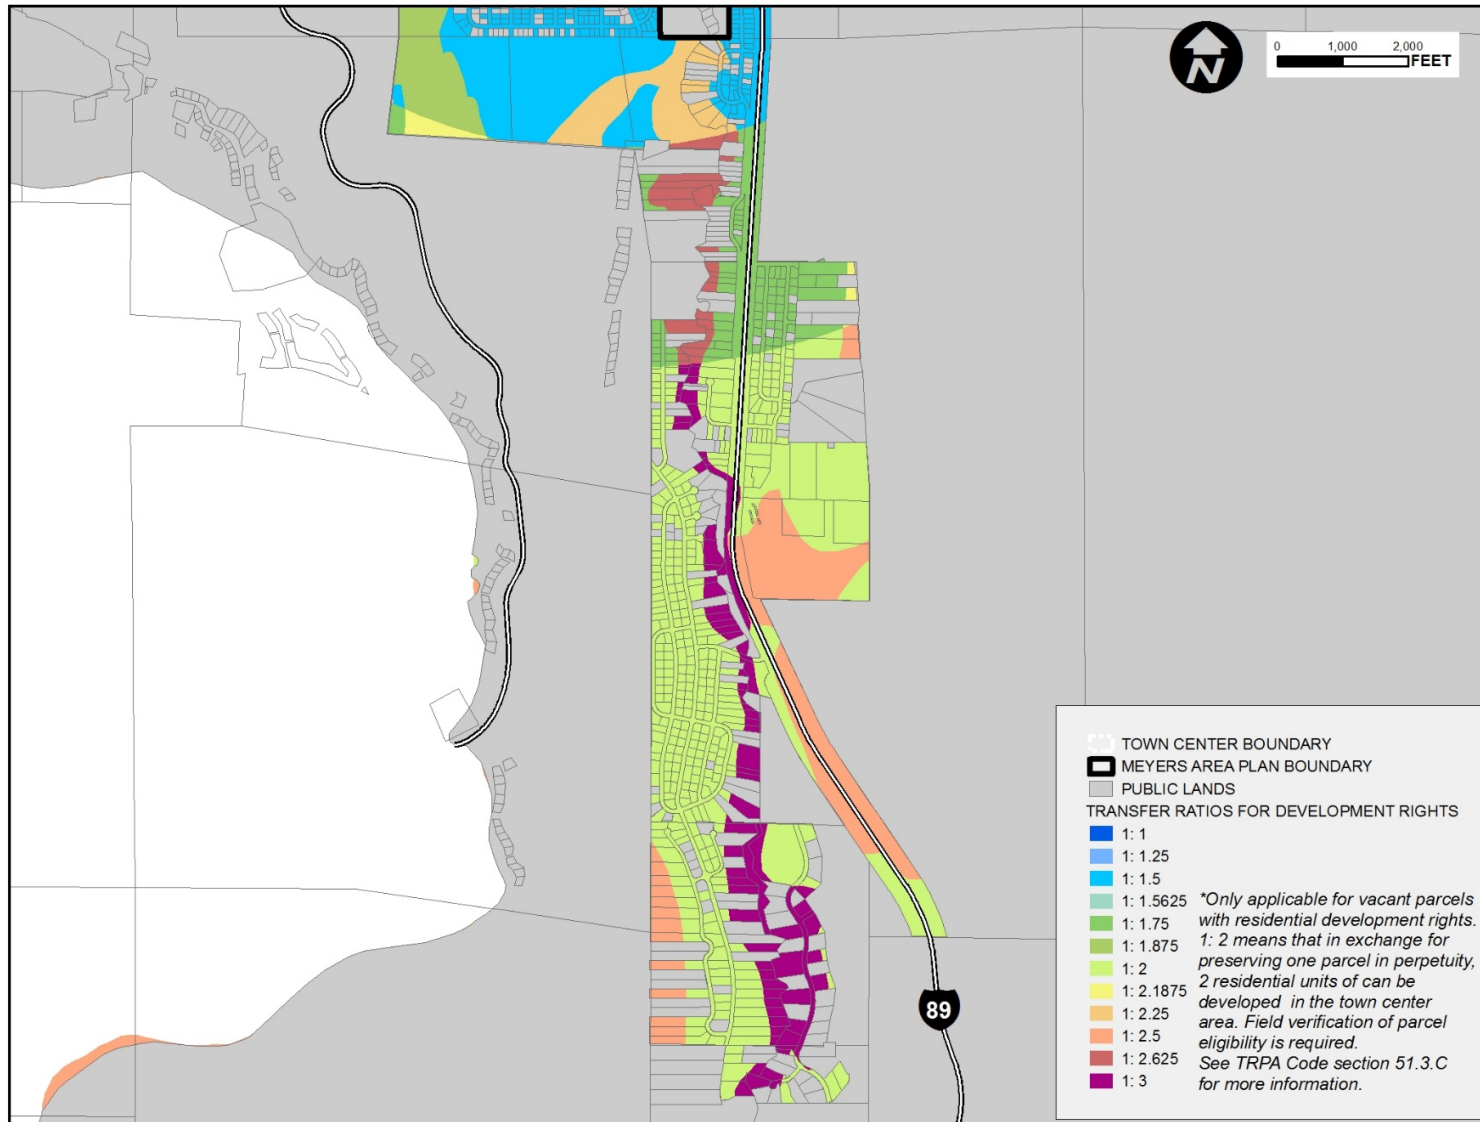 N
0 1,000 2,000
FEET
TOWN CENTER BOUNDARY
MEYERS AREA PLAN BOUNDARY
PUBLIC LANDS
TRANSFER RATIOS FOR DEVELOPMENT RIGHTS
1: 1
1: 1.25
1: 1.5
1: 1.5625
1: 1.75
1: 1.875
1: 2
1: 2.1875
1: 2.25
1: 2.5
1: 2.625
1: 3
*Only applicable for vacant parcels
with residential development rights.
1: 2 means that in exchange for
preserving one parcel in perpetuity,
2 residential units of can be
developed in the town center
area. Field verification of parcel
eligibility is required.
See TRPA Code section 51.3.C
for more information.
89